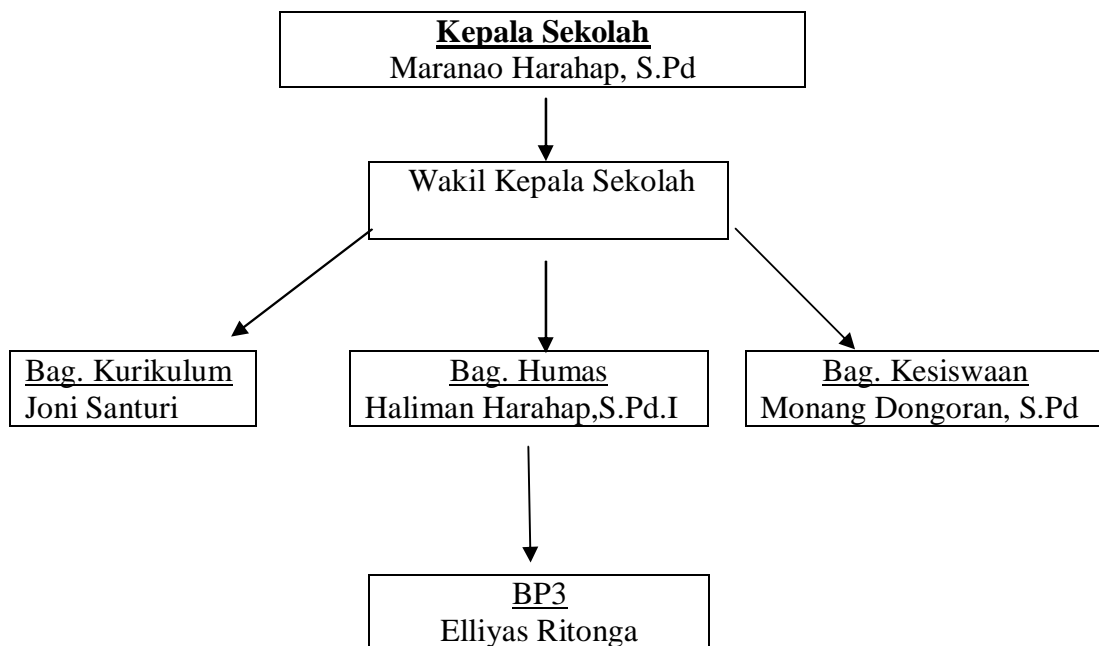 Kepala Sekolah
Maranao Harahap, S.Pd
Wakil Kepala Sekolah
Bag. Kurikulum
Joni Santuri
Bag. Humas
Haliman Harahap,S.Pd.I
Bag. Kesiswaan
Monang Dongoran, S.Pd
BP3
Elliyas Ritonga